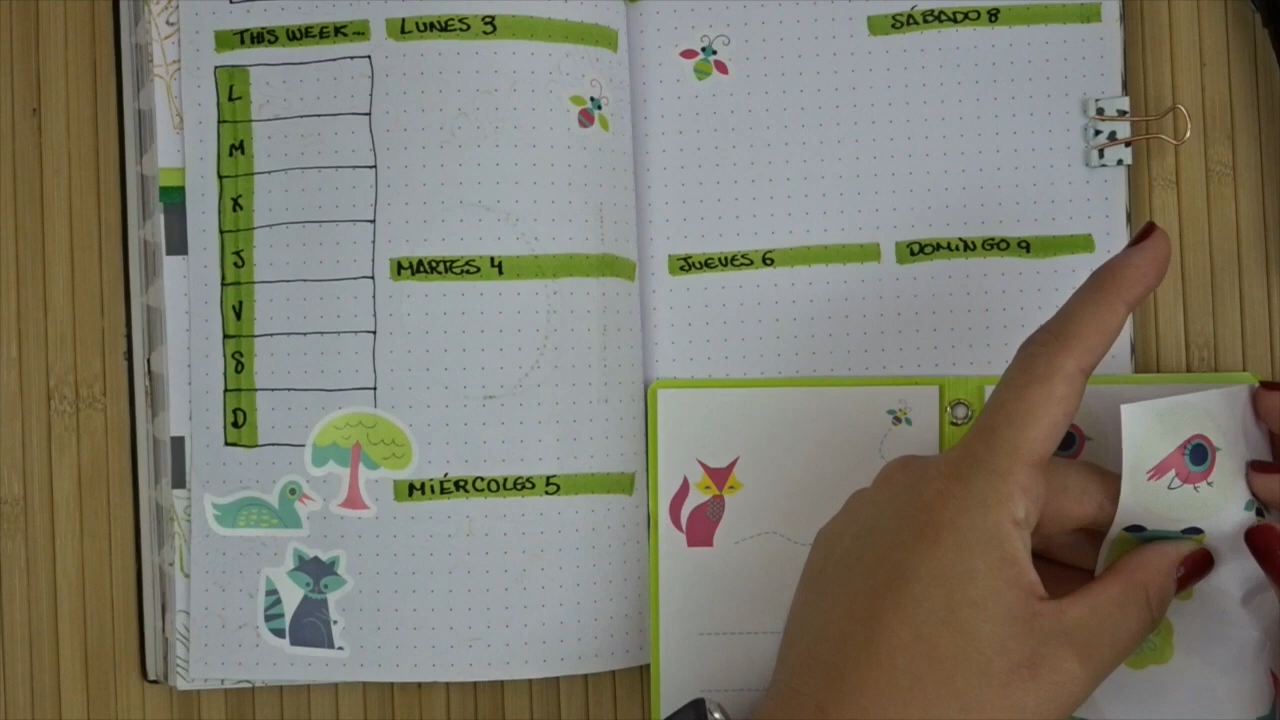 THIS WEEK...
L
M
K
J
V
S
D
LUNES 3
MARTES 4
MIÉRCOLES 5
JUEVES 6
SÁBADO 8
DOMINGO 9